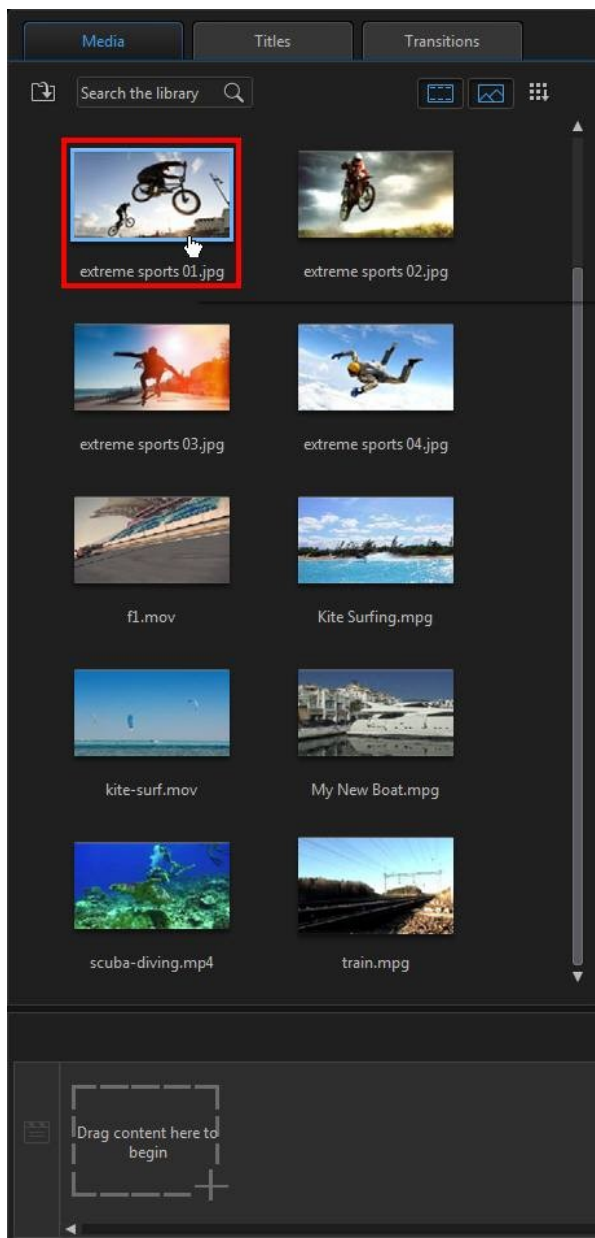 Media Titles Transitions
Search the library
extreme sports 01.jpg extreme sports 02.jpg
extreme sports 03.jpg extreme sports 04.jpg
f1.mov Kite Surfing.mpg
kite-surf.mov My New Boat.mpg
scuba-diving.mp4 train.mpg
Drag content here to
begin